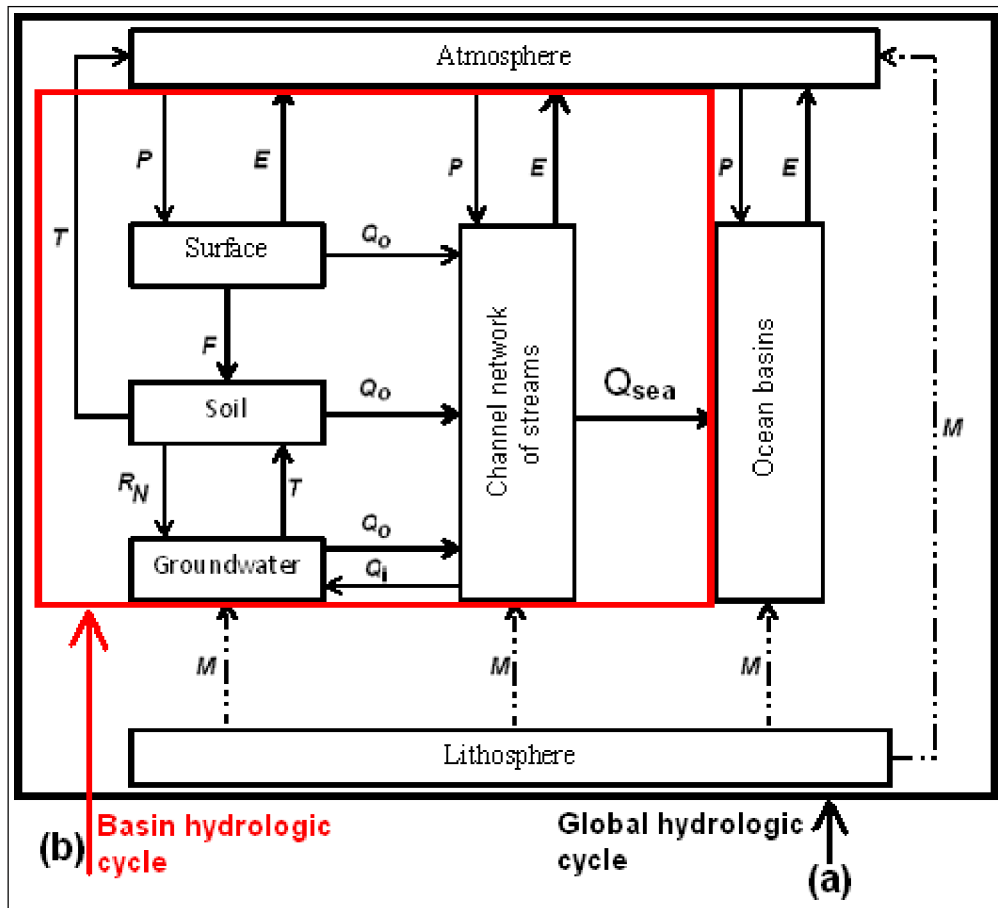 Atmosphere
P
E
P
E
P
E
T
Surface
Qo
F
Soil
Qo
Channel network
of streams
Qsea
Ocean basins
M
RN
T
Qo
Groundwater
Qi
M
M
M
Lithosphere
(b)
Basin hydrologic
cycle
Global hydrologic
cycle
(a)